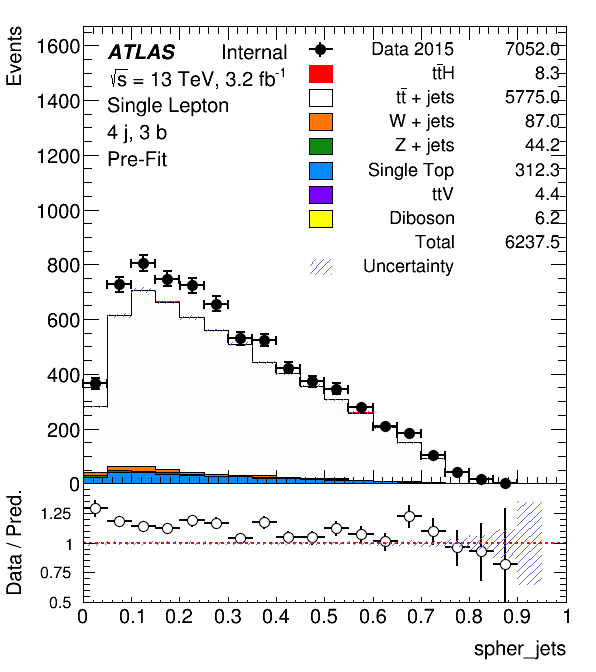 Events
1600
1400
1200
1000
800
600
400
200
0
ATLAS Internal
√s = 13 TeV, 3.2 fb⁻¹
Single Lepton
4 j, 3 b
Pre-Fit
Data 2015 7052.0
tt̄H 8.3
tt̄ + jets 5775.0
W + jets 87.0
Z + jets 44.2
Single Top 312.3
ttV 4.4
Diboson 6.2
Total 6237.5
Uncertainty
Data / Pred.
1.25
1
0.75
0.5
0 0.1 0.2 0.3 0.4 0.5 0.6 0.7 0.8 0.9 1
spher_jets